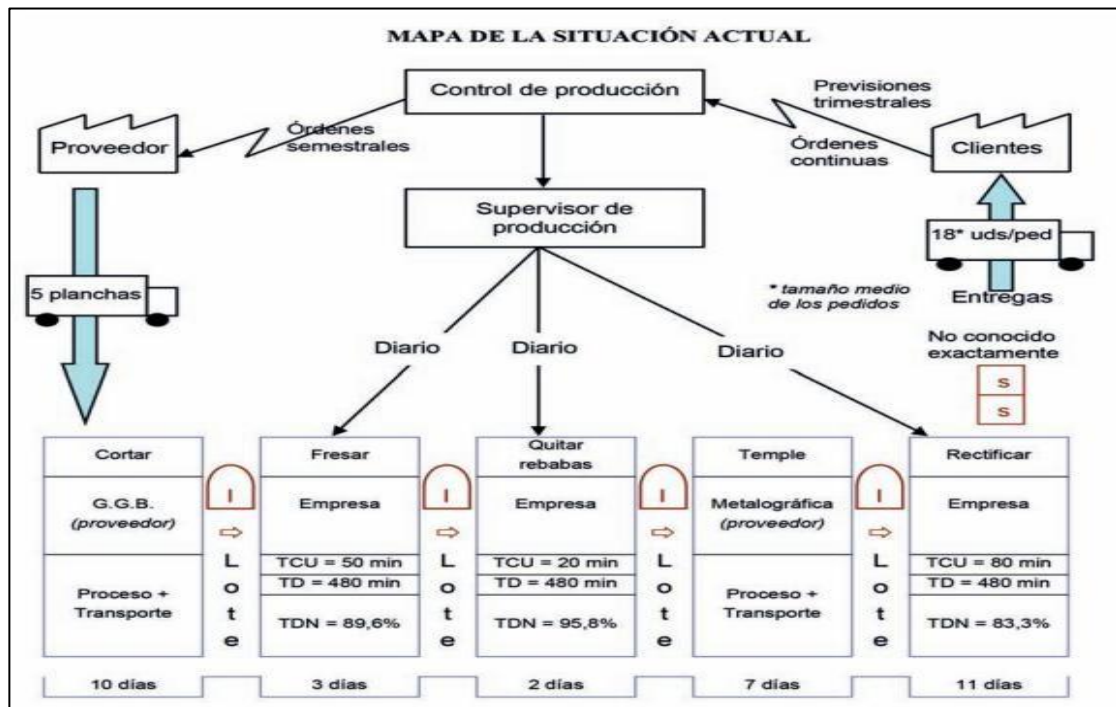 MAPA DE LA SITUACIÓN ACTUAL
Control de producción
Previsiones
trimestrales
Proveedor
Órdenes
semestrales
Órdenes
continuas
Clientes
Supervisor de
producción
18* uds/ped
5 planchas
* tamaño medio
de los pedidos
Entregas
Diario
Diario
Diario
No conocido
exactamente
S
S
Cortar
G.G.B.
(proveedor)
Proceso +
Transporte
10 días
I
⇨
L
o
t
e
Fresar
Empresa
TCU = 50 min
TD = 480 min
TDN = 89,6%
3 días
I
⇨
L
o
t
e
Quitar
rebabas
Empresa
TCU = 20 min
TD = 480 min
TDN = 95,8%
2 días
I
⇨
L
o
t
e
Temple
Metalográfica
(proveedor)
Proceso +
Transporte
7 días
I
⇨
L
o
t
e
Rectificar
Empresa
TCU = 80 min
TD = 480 min
TDN = 83,3%
11 días